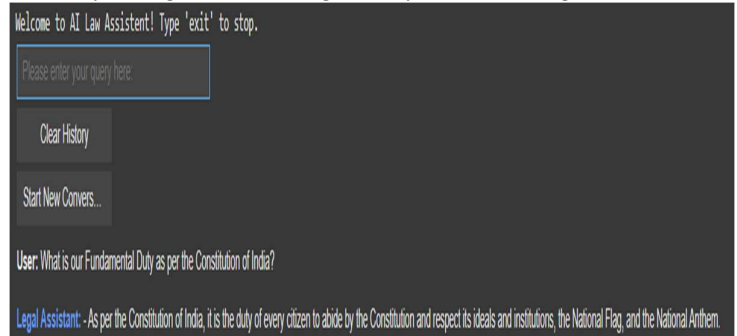 Welcome to AI Law Assistent! Type 'exit' to stop.
Please enter your query here:
Clear History
Start New Convers...
User: What is our Fundamental Duty as per the Constitution of India?
Legal Assistant: - As per the Constitution of India, it is the duty of every citizen to abide by the Constitution and respect its ideals and institutions, the National Flag, and the National Anthem.